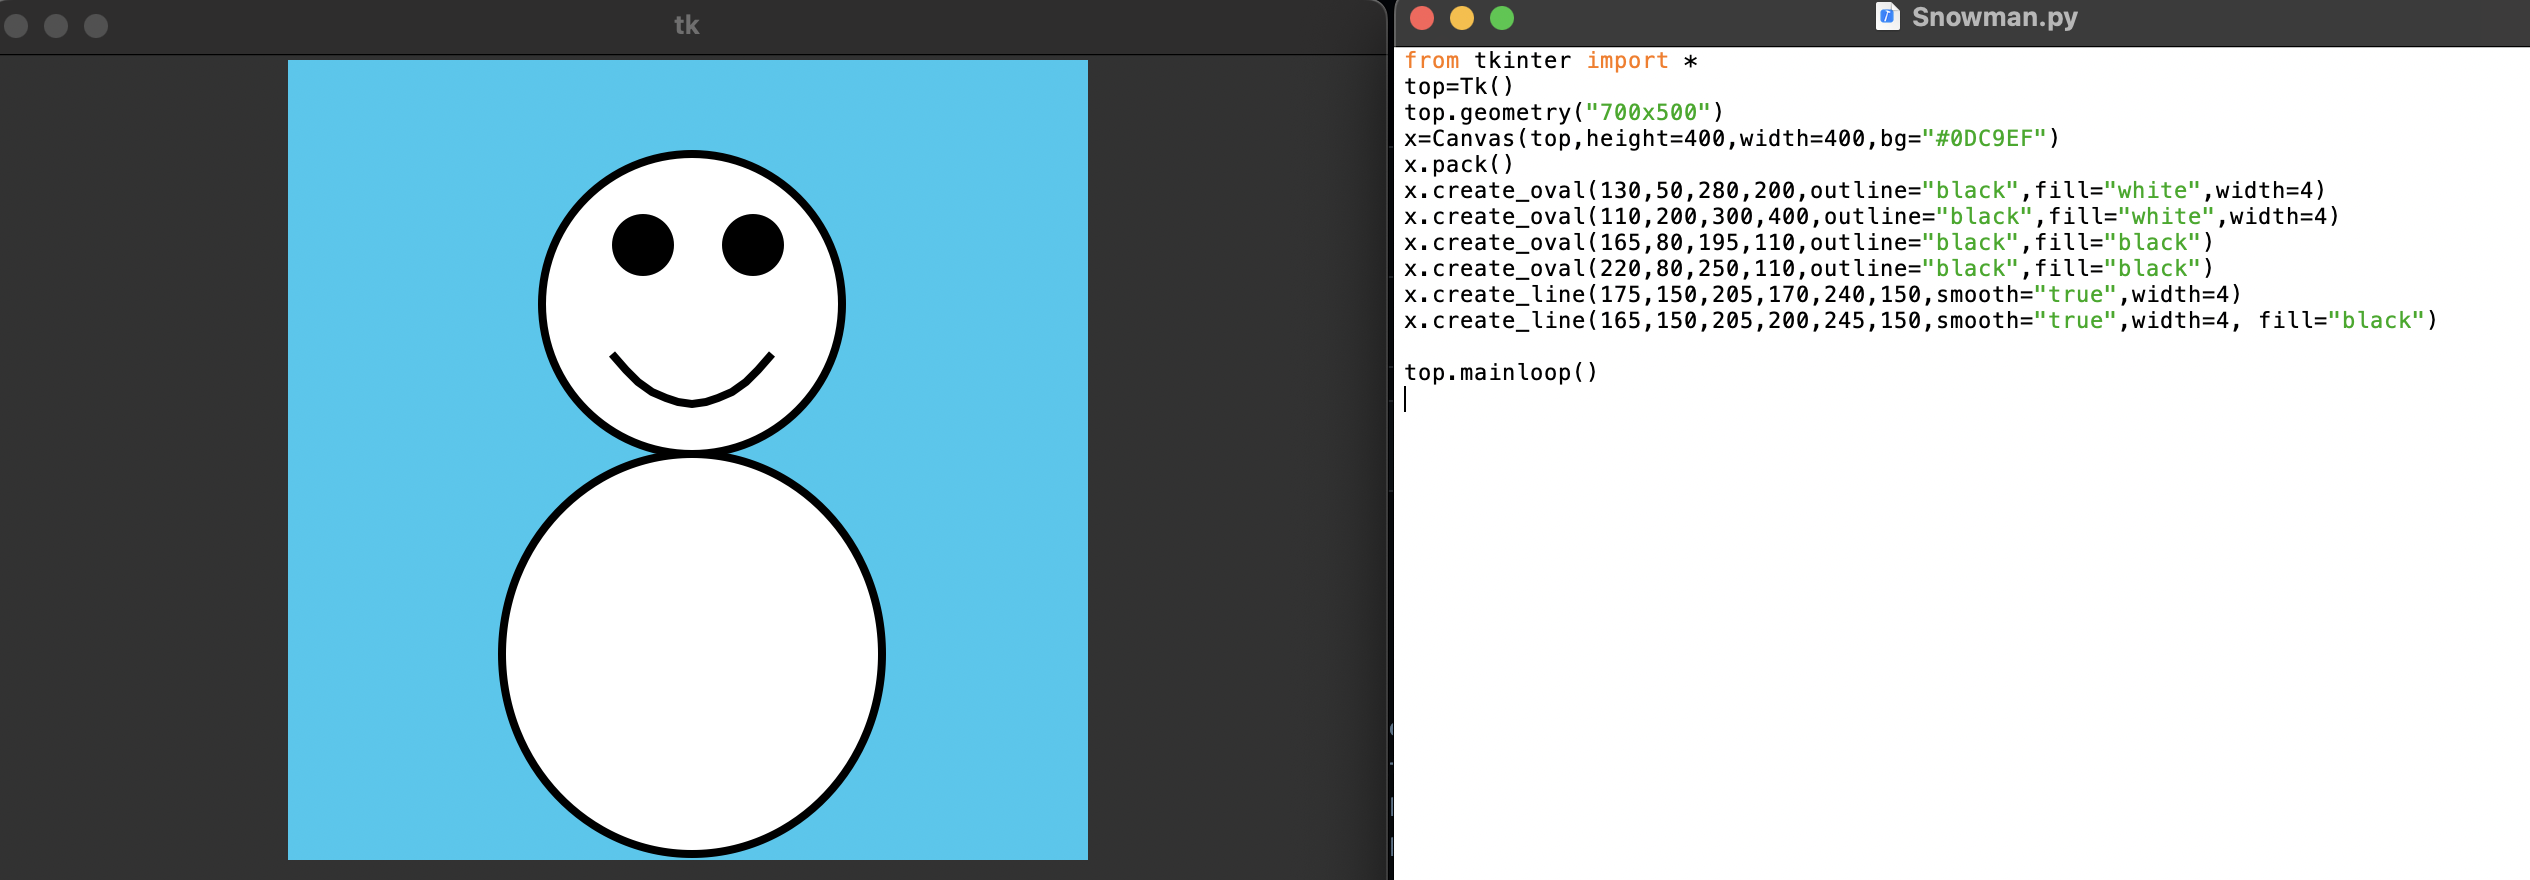 tk
Snowman.py
from tkinter import *
top=Tk()
top.geometry("700x500")
x=Canvas(top,height=400,width=400,bg="#0DC9EF")
x.pack()
x.create_oval(130,50,280,200,outline="black",fill="white",width=4)
x.create_oval(110,200,300,400,outline="black",fill="white",width=4)
x.create_oval(165,80,195,110,outline="black",fill="black")
x.create_oval(220,80,250,110,outline="black",fill="black")
x.create_line(175,150,205,170,240,150,smooth="true",width=4)
x.create_line(165,150,205,200,245,150,smooth="true",width=4, fill="black")
top.mainloop()